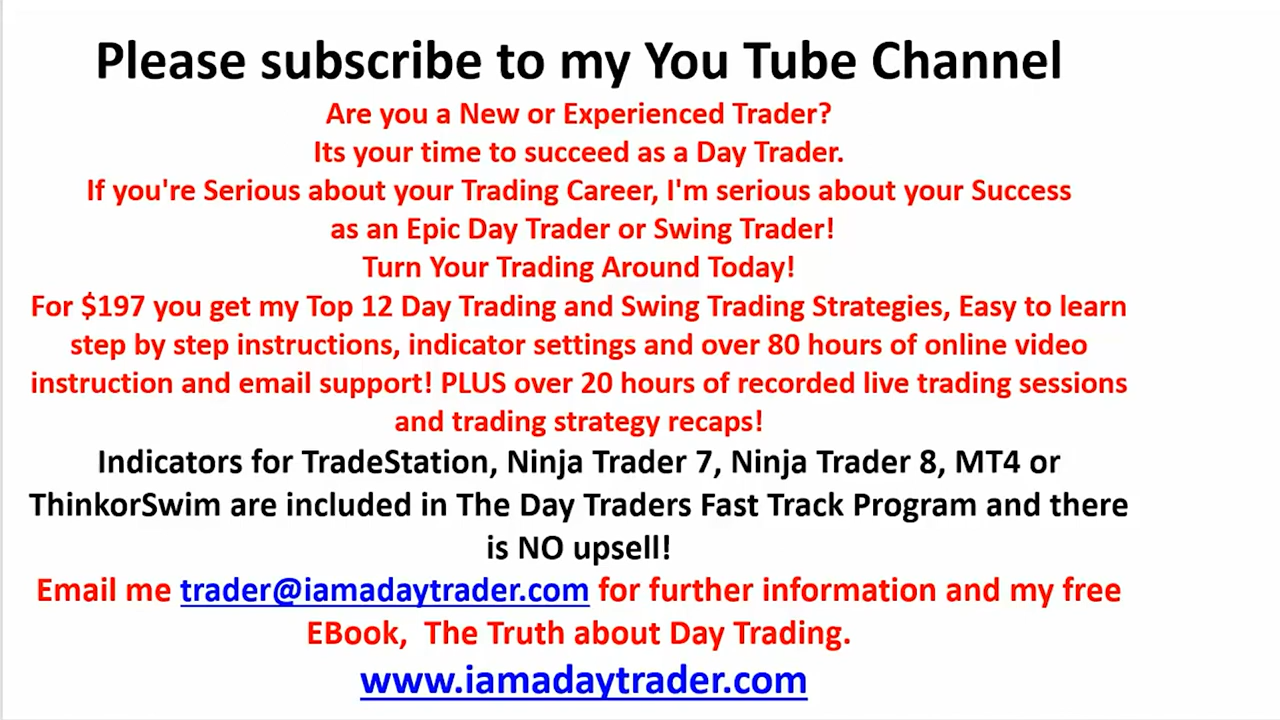 Please subscribe to my You Tube Channel
Are you a New or Experienced Trader?
Its your time to succeed as a Day Trader.
If you're Serious about your Trading Career, I'm serious about your Success
as an Epic Day Trader or Swing Trader!
Turn Your Trading Around Today!
For $197 you get my Top 12 Day Trading and Swing Trading Strategies, Easy to learn
step by step instructions, indicator settings and over 80 hours of online video
instruction and email support! PLUS over 20 hours of recorded live trading sessions
and trading strategy recaps!
Indicators for TradeStation, Ninja Trader 7, Ninja Trader 8, MT4 or
ThinkorSwim are included in The Day Traders Fast Track Program and there
is NO upsell!
Email me trader@iamadaytrader.com for further information and my free
EBook,  The Truth about Day Trading.
www.iamadaytrader.com